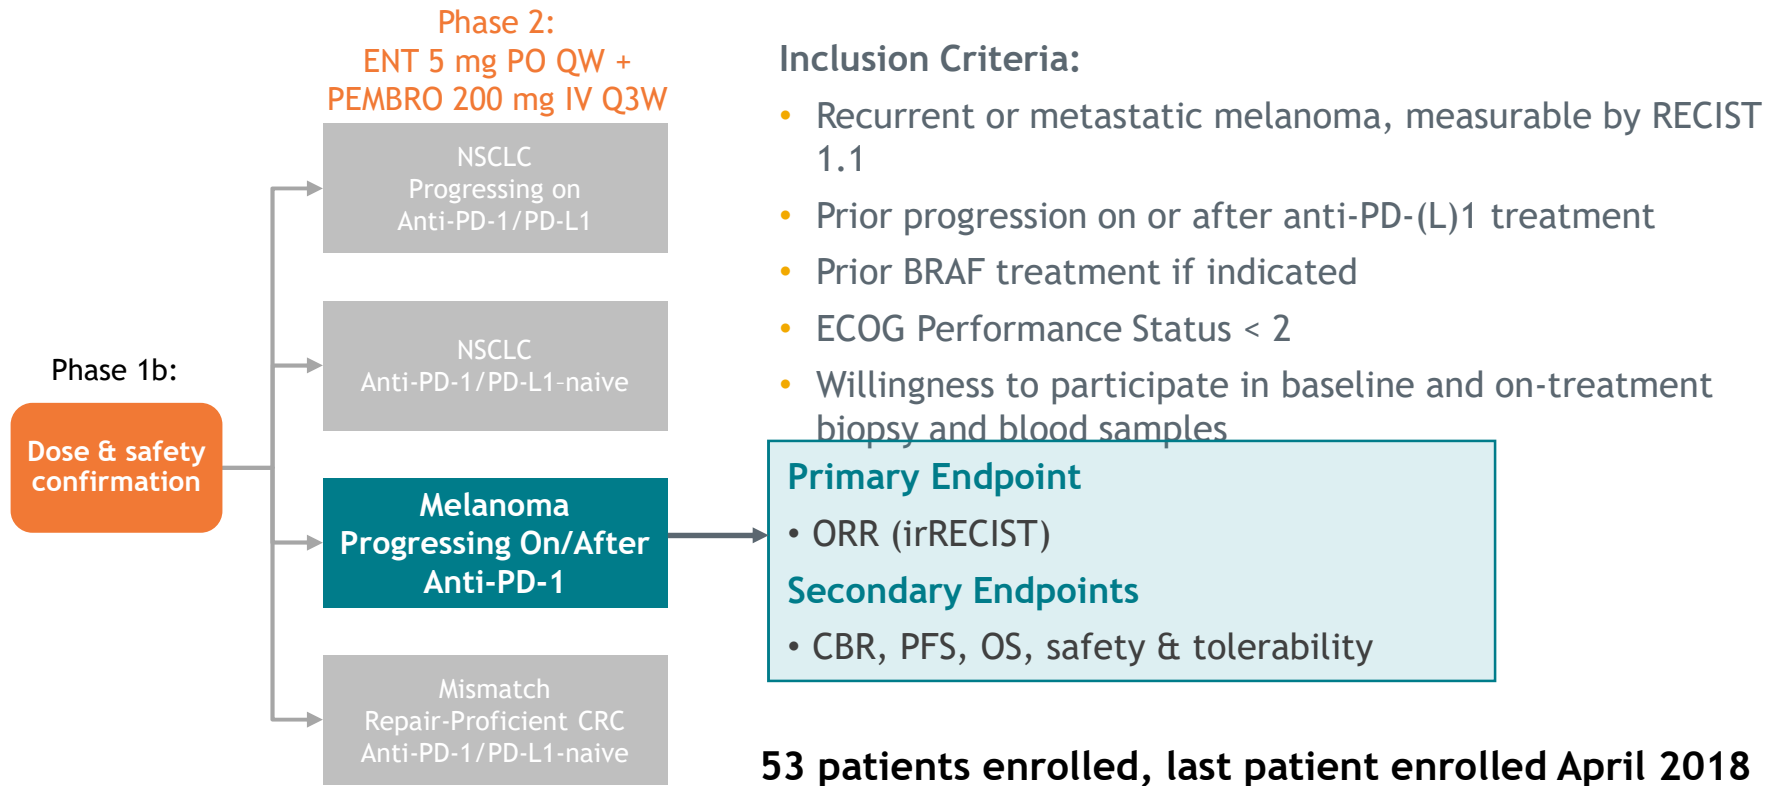 Phase 2:
ENT 5 mg PO QW +
PEMBRO 200 mg IV Q3W
NSCLC
Progressing on
Anti-PD-1/PD-L1
NSCLC
Anti-PD-1/PD-L1-naive
Phase 1b:
Dose & safety
confirmation
Melanoma
Progressing On/After
Anti-PD-1
Mismatch
Repair-Proficient CRC
Anti-PD-1/PD-L1-naive
Inclusion Criteria:
• Recurrent or metastatic melanoma, measurable by RECIST
1.1
• Prior progression on or after anti-PD-(L)1 treatment
• Prior BRAF treatment if indicated
• ECOG Performance Status < 2
• Willingness to participate in baseline and on-treatment
biopsy and blood samples
Primary Endpoint
• ORR (irRECIST)
Secondary Endpoints
• CBR, PFS, OS, safety & tolerability
53 patients enrolled, last patient enrolled April 2018